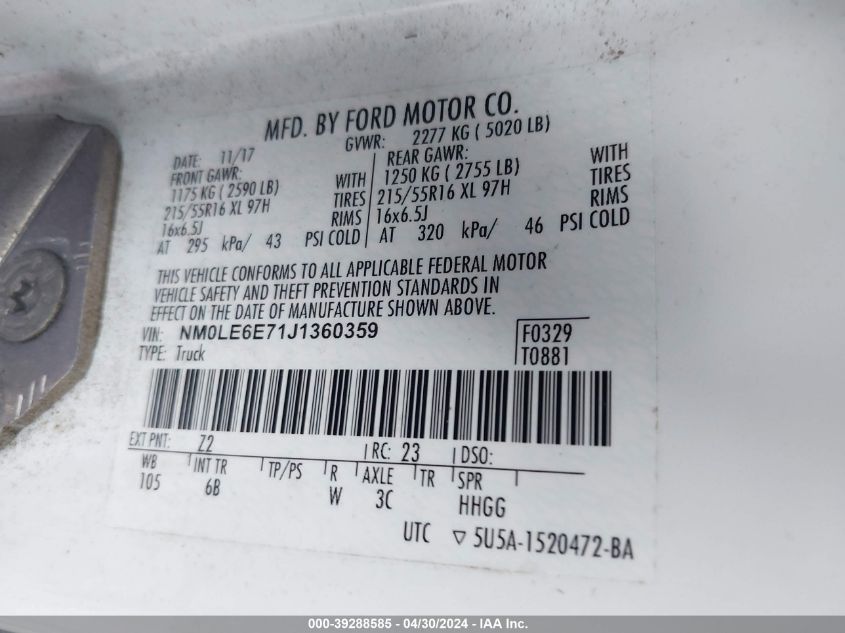 MFD. BY FORD MOTOR CO.
DATE: 11/17 GVWR: 2277 KG ( 5020 LB)
FRONT GAWR: REAR GAWR:
1175 KG ( 2590 LB) WITH 1250 KG ( 2755 LB) WITH
215/55R16 XL 97H TIRES 215/55R16 XL 97H TIRES
16x6.5J RIMS 16x6.5J RIMS
AT 295 kPa/ 43 PSI COLD AT 320 kPa/ 46 PSI COLD
THIS VEHICLE CONFORMS TO ALL APPLICABLE FEDERAL MOTOR
VEHICLE SAFETY AND THEFT PREVENTION STANDARDS IN
EFFECT ON THE DATE OF MANUFACTURE SHOWN ABOVE.
VIN: NM0LE6E71J1360359 F0329
TYPE: Truck T0881
EXT PNT: Z2 RC: 23 DSO:
WB INT TR TP/PS R AXLE TR SPR
105 6B W 3C HHGG
UTC ▽ 5U5A-1520472-BA
000-39288585 - 04/30/2024 - IAA Inc.